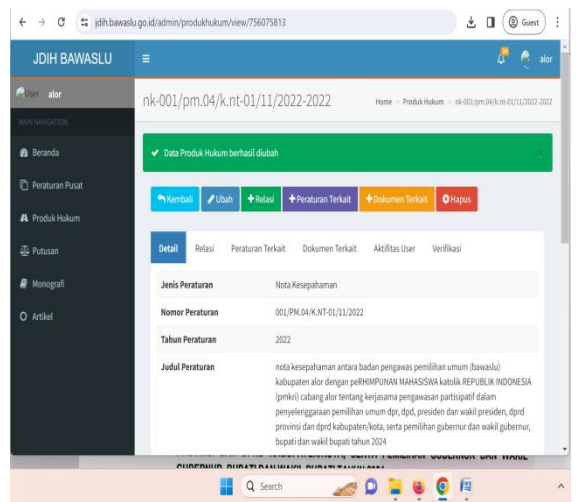 jdih.bawaslu.go.id/admin/produkhukum/view/756075813
Guest
JDIH BAWASLU
alor
User alor
MAIN NAVIGATION
Beranda
Peraturan Pusat
Produk Hukum
Putusan
Monografi
Artikel
nk-001/pm.04/k.nt-01/11/2022-2022
Home > Produk Hukum > nk-001/pm.04/k.nt-01/11/2022-2022
Data Produk Hukum berhasil diubah
Kembali
Ubah
+Relasi
+Peraturan Terkait
+Dokumen Terkait
Hapus
Detail
Relasi
Peraturan Terkait
Dokumen Terkait
Aktifitas User
Verifikasi
Jenis Peraturan
Nota Kesepahaman
Nomor Peraturan
001/PM.04/K.NT-01/11/2022
Tahun Peraturan
2022
Judul Peraturan
nota kesepahaman antara badan pengawas pemilihan umum (bawaslu)
kabupaten alor dengan peRHIMPUNAN MAHASISWA katolik REPUBLIK INDONESIA
(pmkri) cabang alor tentang kerjasama pengawasan partisipatif dalam
penyelenggaraan pemilihan umum dpr, dpd, presiden dan wakil presiden, dprd
provinsi dan dprd kabupaten/kota, serta pemilihan gubernur dan wakil gubernur,
bupati dan wakil bupati tahun 2024
GUBERNUR, BUPATI DAN WAKIL BUPATI TAHUN 2024
Search